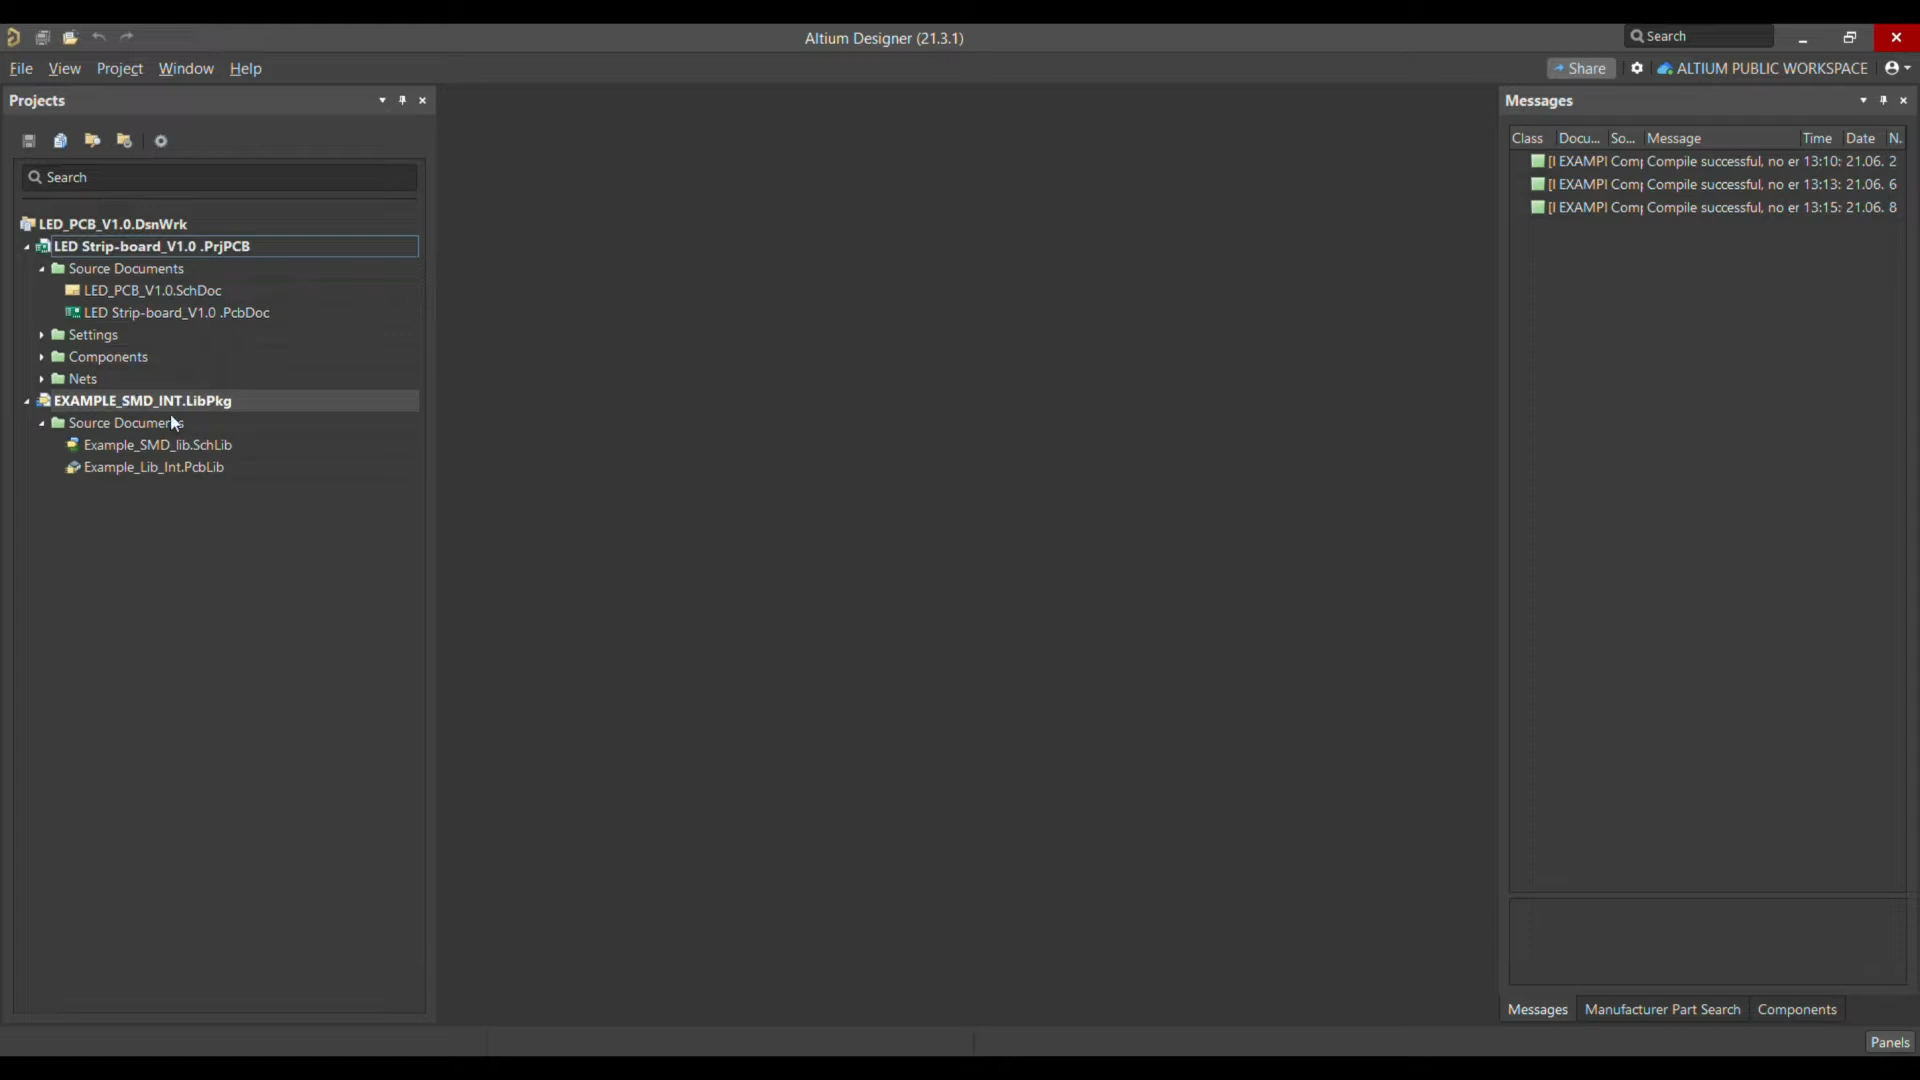 Altium Designer (21.3.1)
Search
File View Project Window Help
Share
ALTIUM PUBLIC WORKSPACE
Projects
Search
LED_PCB_V1.0.DsnWrk
LED Strip-board_V1.0 .PrjPCB
Source Documents
LED_PCB_V1.0.SchDoc
LED Strip-board_V1.0 .PcbDoc
Settings
Components
Nets
EXAMPLE_SMD_INT.LibPkg
Source Documents
Example_SMD_lib.SchLib
Example_Lib_Int.PcbLib
Messages
Class Docu... So... Message Time Date N.
[I EXAMPI Comp Compile successful, no er 13:10: 21.06. 2
[I EXAMPI Comp Compile successful, no er 13:13: 21.06. 6
[I EXAMPI Comp Compile successful, no er 13:15: 21.06. 8
Messages Manufacturer Part Search Components
Panels